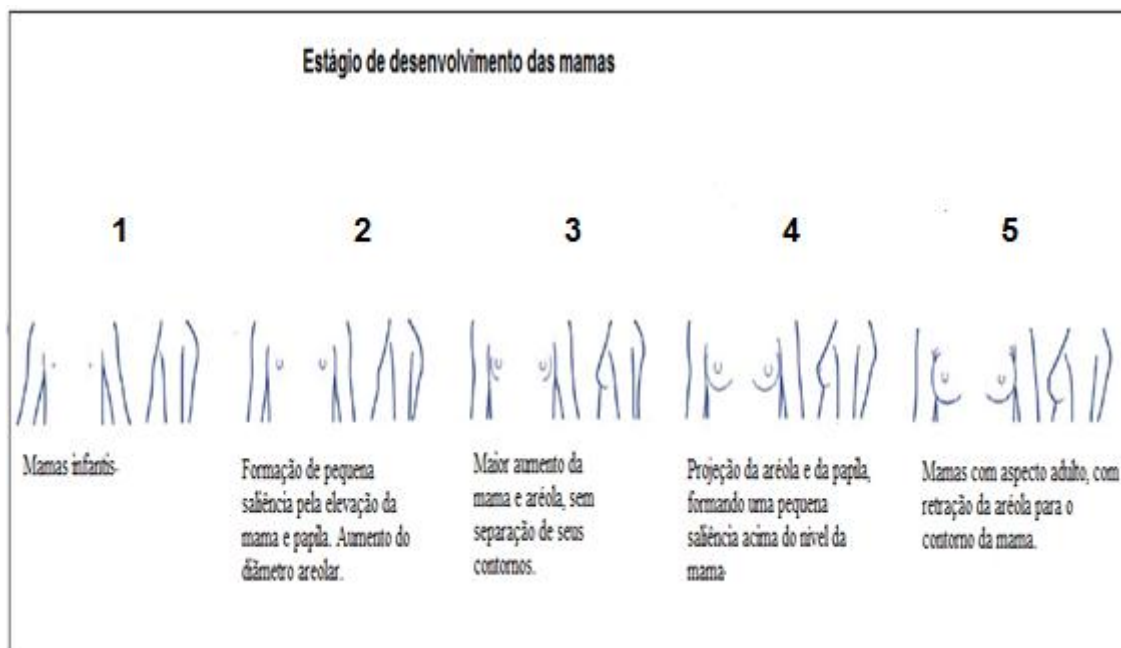 Estágio de desenvolvimento das mamas
1
2
3
4
5
Mamas infantis-
Formação de pequena
saliência pela elevação da
mama e papila. Aumento do
diâmetro areolar.
Maior aumento da
mama e aréola, sem
separação de seus
contornos.
Projeção da aréola e da papila,
formando uma pequena
saliência acima do nível da
mama-
Mamas com aspecto adulto, com
retração da aréola para o
contorno da mama.